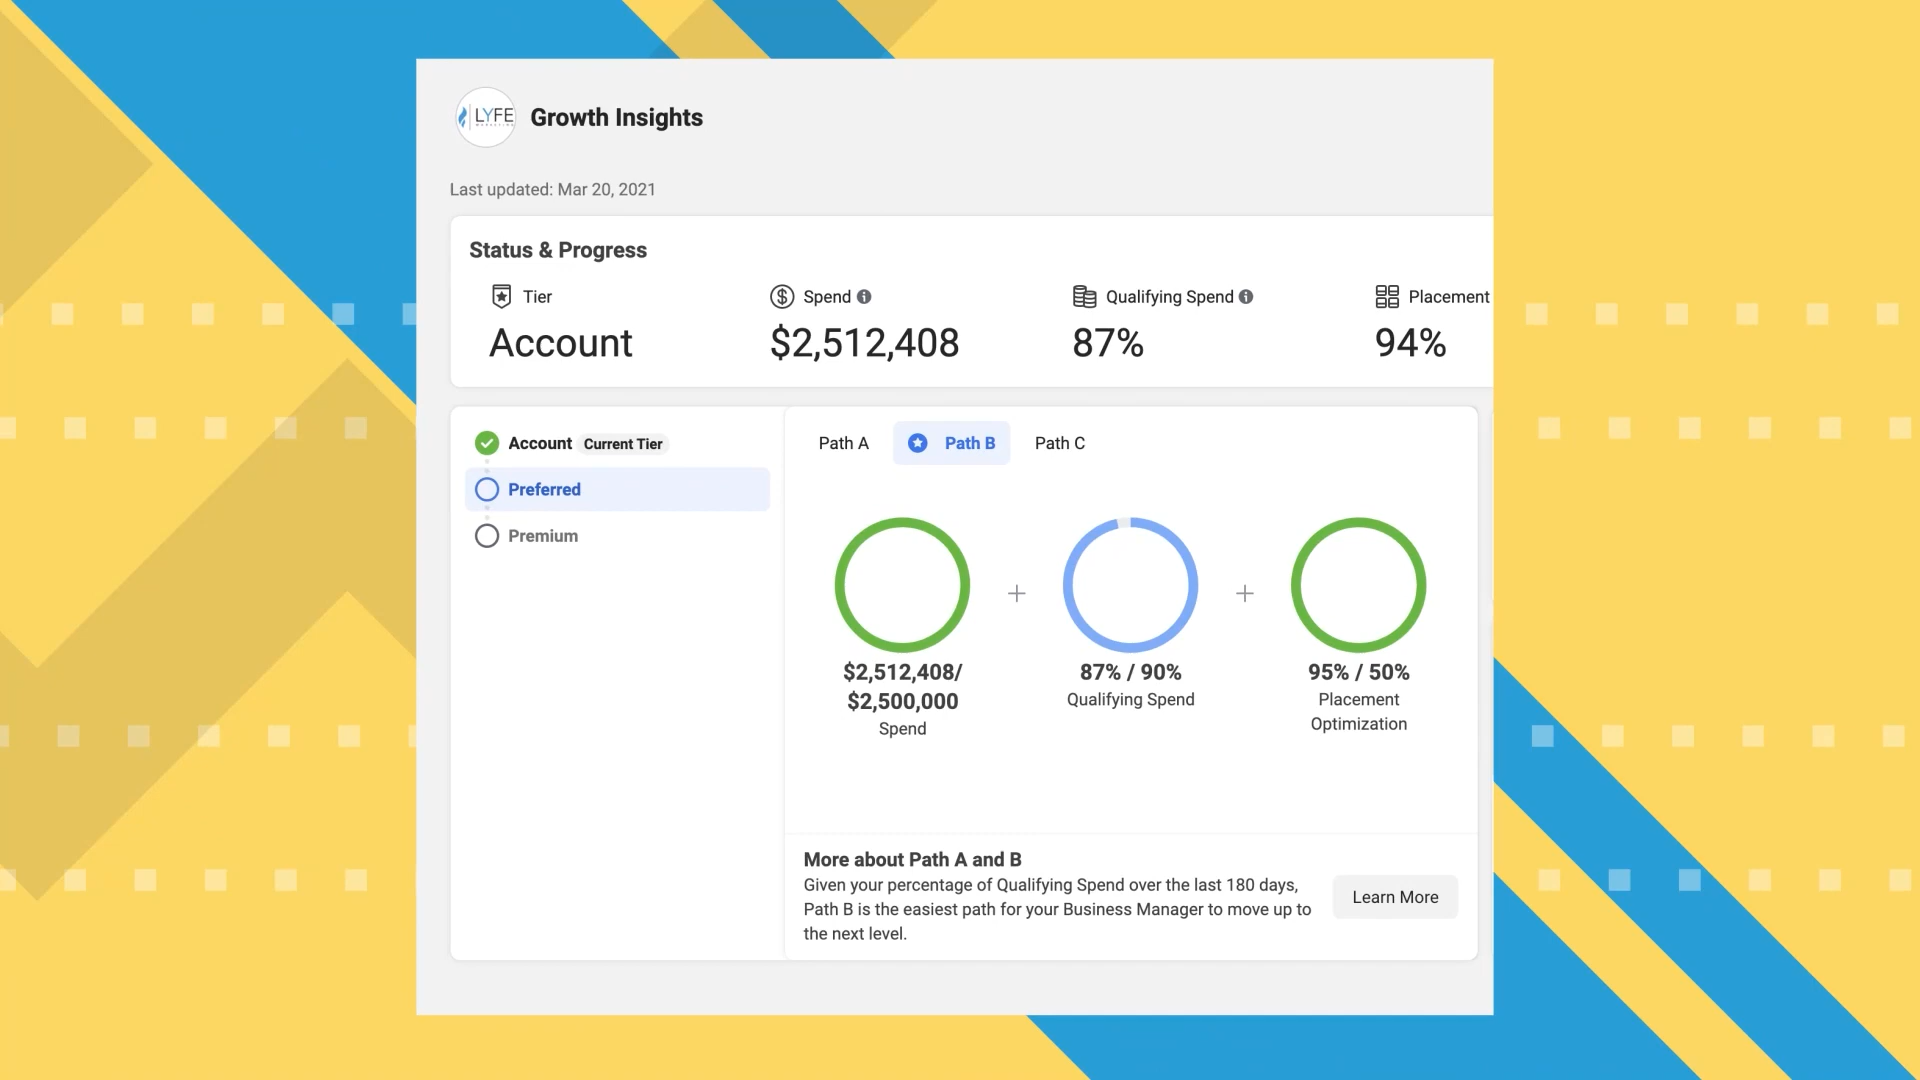 LYFE
Growth Insights
Last updated: Mar 20, 2021
Status & Progress
Tier
Spend
Qualifying Spend
Placement
Account
$2,512,408
87%
94%
Account Current Tier
Preferred
Premium
Path A
Path B
Path C
$2,512,408/
$2,500,000
Spend
87% / 90%
Qualifying Spend
95% / 50%
Placement
Optimization
More about Path A and B
Given your percentage of Qualifying Spend over the last 180 days,
Path B is the easiest path for your Business Manager to move up to
the next level.
Learn More